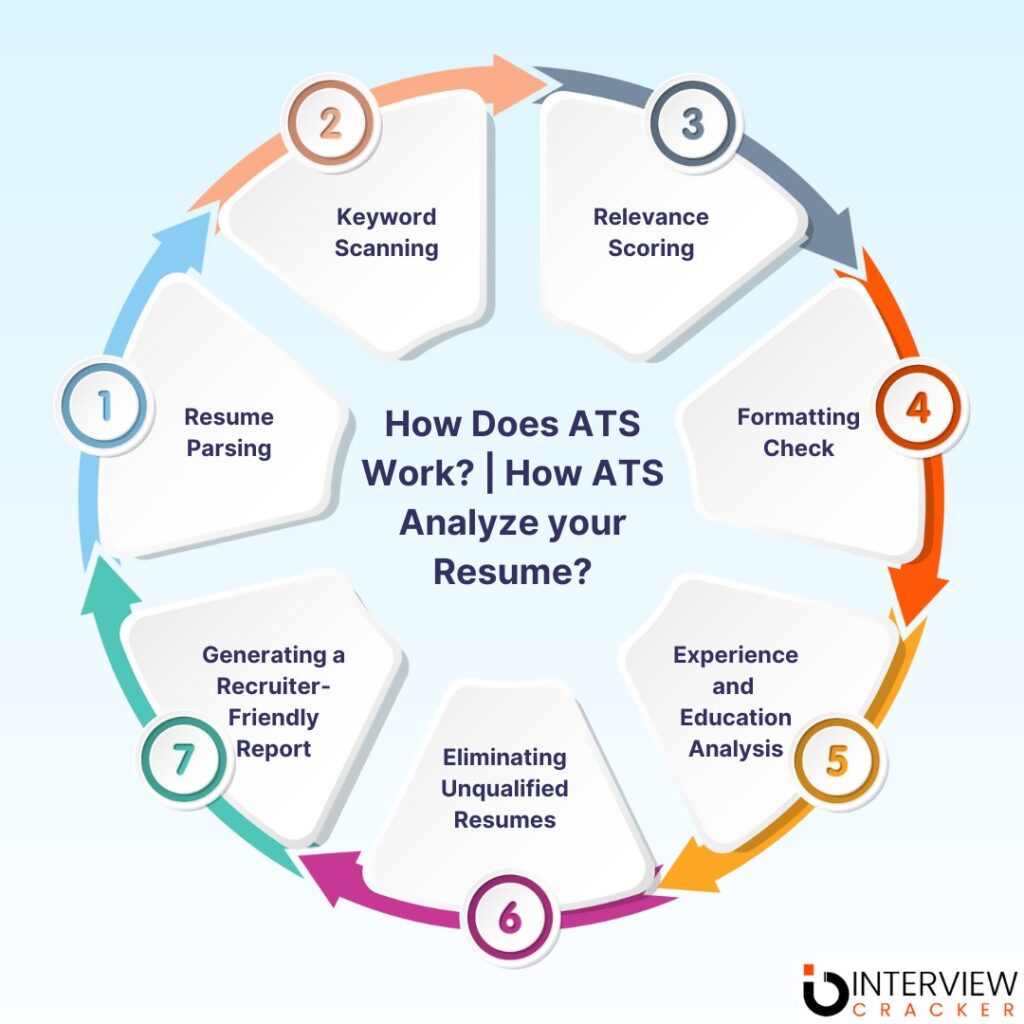 How Does ATS
Work? | How ATS
Analyze your
Resume?
1
Resume
Parsing
2
Keyword
Scanning
3
Relevance
Scoring
4
Formatting
Check
5
Experience
and
Education
Analysis
6
Eliminating
Unqualified
Resumes
7
Generating a
Recruiter-
Friendly
Report
INTERVIEW
CRACKER